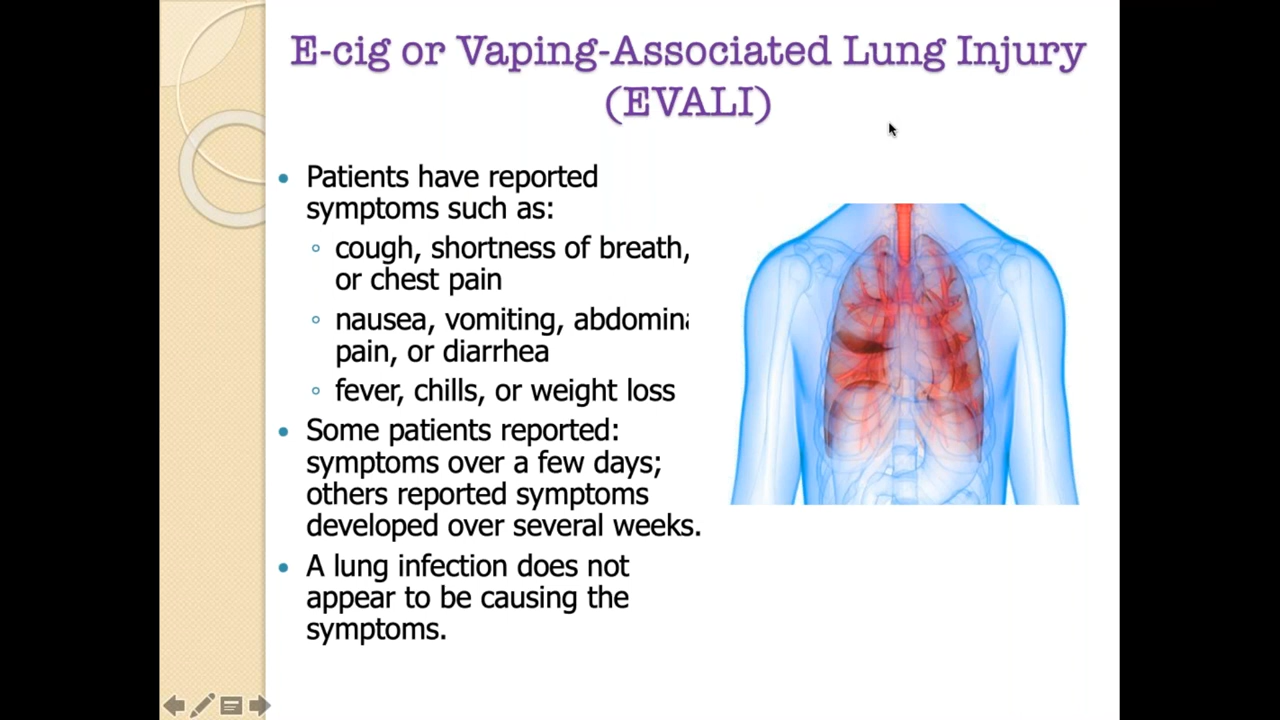 E-cig or Vaping-Associated Lung Injury
(EVALI)
Patients have reported
symptoms such as:
cough, shortness of breath,
or chest pain
nausea, vomiting,
pain, or diarrhea
fever, chills, or weight loss
Some patients reported:
symptoms over a few days;
others reported symptoms
developed over several weeks.
A lung infection does not
appear to be causing the
symptoms.